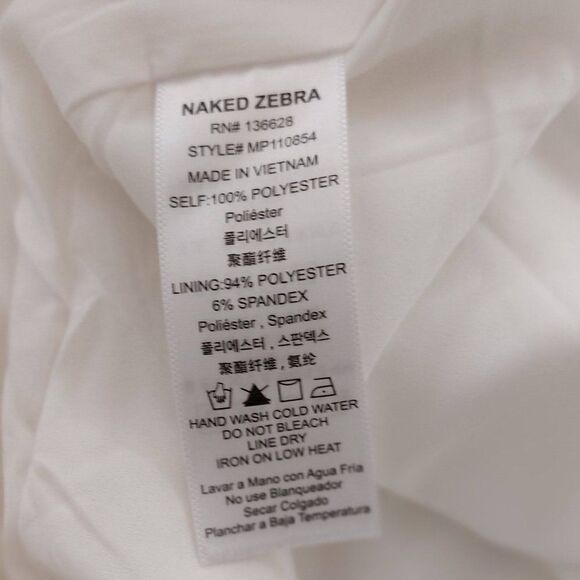 NAKED ZEBRA
RN# 136628
STYLE# MP110854
MADE IN VIETNAM
SELF:100% POLYESTER
Poliéster
폴리에스터
聚酯纤维
LINING:94% POLYESTER
6% SPANDEX
Poliéster , Spandex
폴리에스터 , 스판덱스
聚酯纤维 , 氨纶
HAND WASH COLD WATER
DO NOT BLEACH
LINE DRY
IRON ON LOW HEAT
Lavar a Mano con Agua Fria
No use Blanqueador
Secar Colgado
Planchar a Baja Temperatura